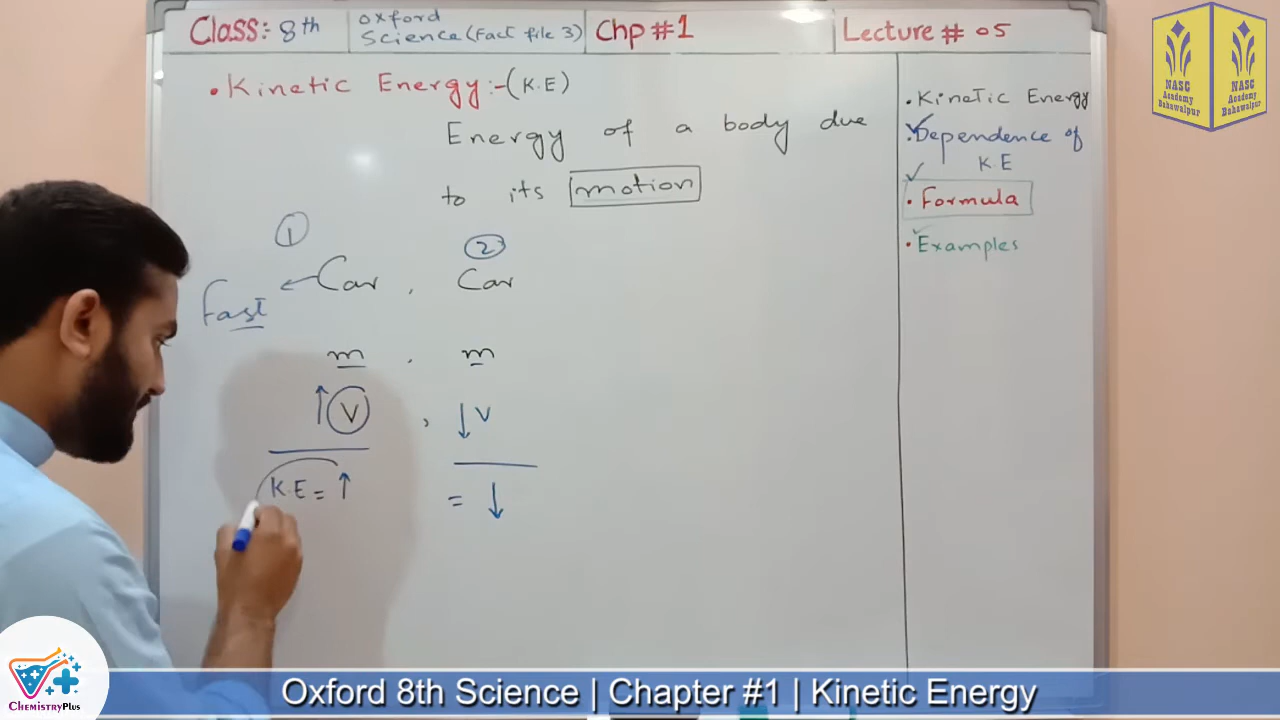 Class: 8th
Oxford
Science (Fact file 3)
Chp #1
Lecture # 05
• Kinetic Energy:-(K.E)
Energy of a body due
to its motion
① ②
Fast ← Car , Car
m . m
↑ V , ↓ V
K.E = ↑ = ↓
• Kinetic Energy
• Dependence of
K.E
• Formula
• Examples
NASC
Academy
Bahawalpur
NASC
Academy
Bahawalpur
ChemistryPlus
Oxford 8th Science | Chapter #1 | Kinetic Energy